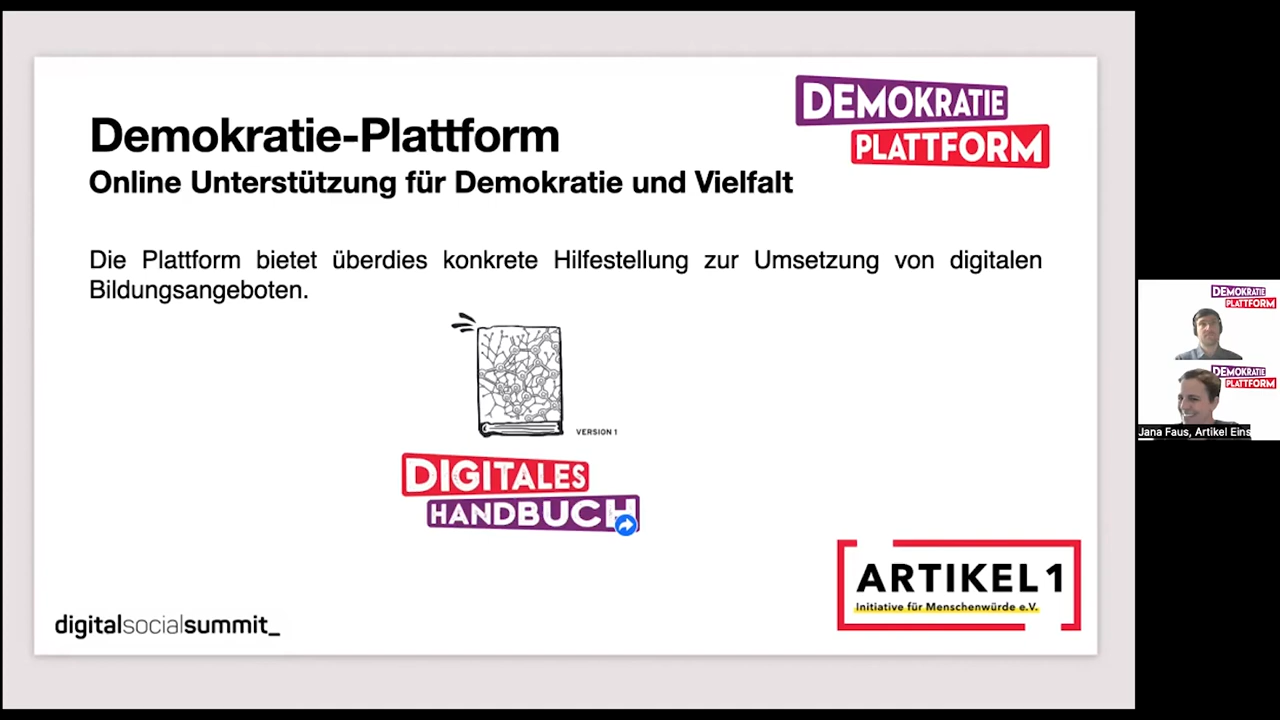 DEMOKRATIE
PLATTFORM
Demokratie-Plattform
Online Unterstützung für Demokratie und Vielfalt
Die Plattform bietet überdies konkrete Hilfestellung zur Umsetzung von digitalen
Bildungsangeboten.
VERSION 1
DIGITALES
HANDBUCH
ARTIKEL 1
Initiative für Menschenwürde e.V.
digitalsocialsummit_
DEMOKRATIE
PLATTFORM
DEMOKRATIE
PLATTFORM
Jana Faus, Artikel Eins